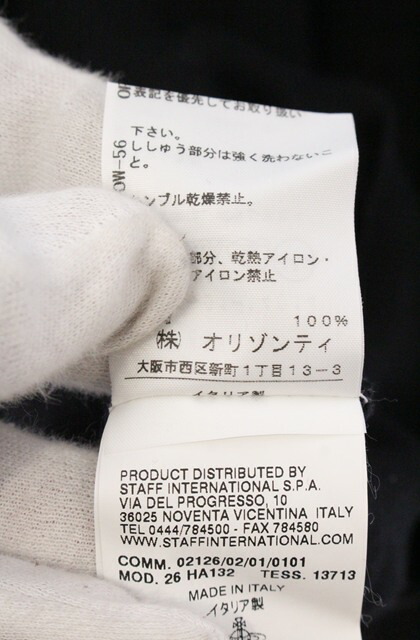 表記を優先してお取り扱い
下さい。
ししゅう部分は強く洗わないこ
と。
ンブル乾燥禁止。
部分、乾熱アイロン・
アイロン禁止
100%
㈱ オリゾンティ
大阪市西区新町1丁目13-3
イタリア製
PRODUCT DISTRIBUTED BY
STAFF INTERNATIONAL S.P.A.
VIA DEL PROGRESSO, 10
36025 NOVENTA VICENTINA ITALY
TEL 0444/784500 - FAX 784580
WWW.STAFFINTERNATIONAL.COM
COMM. 02126/02/01/0101
MOD. 26 HA132 TESS. 13713
MADE IN ITALY
イタリア製